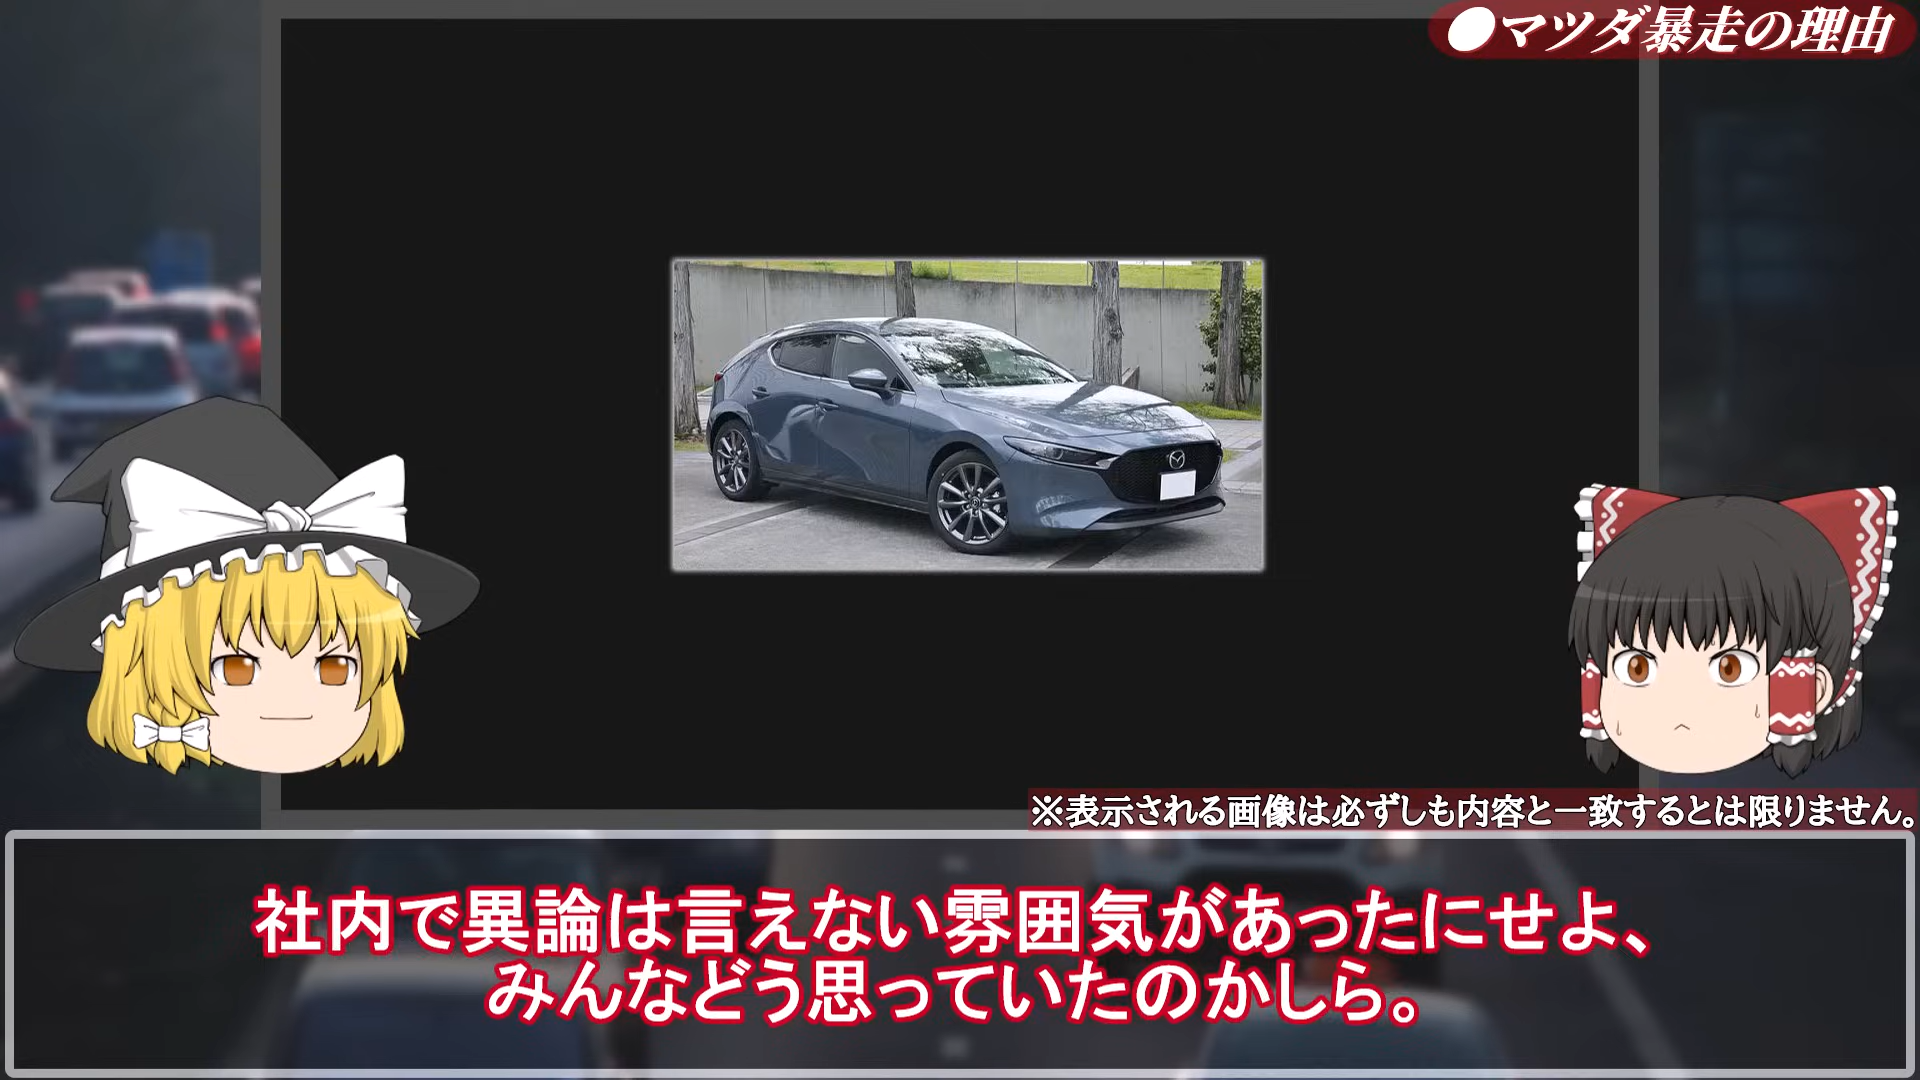 ●マツダ暴走の理由
※表示される画像は必ずしも内容と一致するとは限りません。
社内で異論は言えない雰囲気があったにせよ、
みんなどう思っていたのかしら。